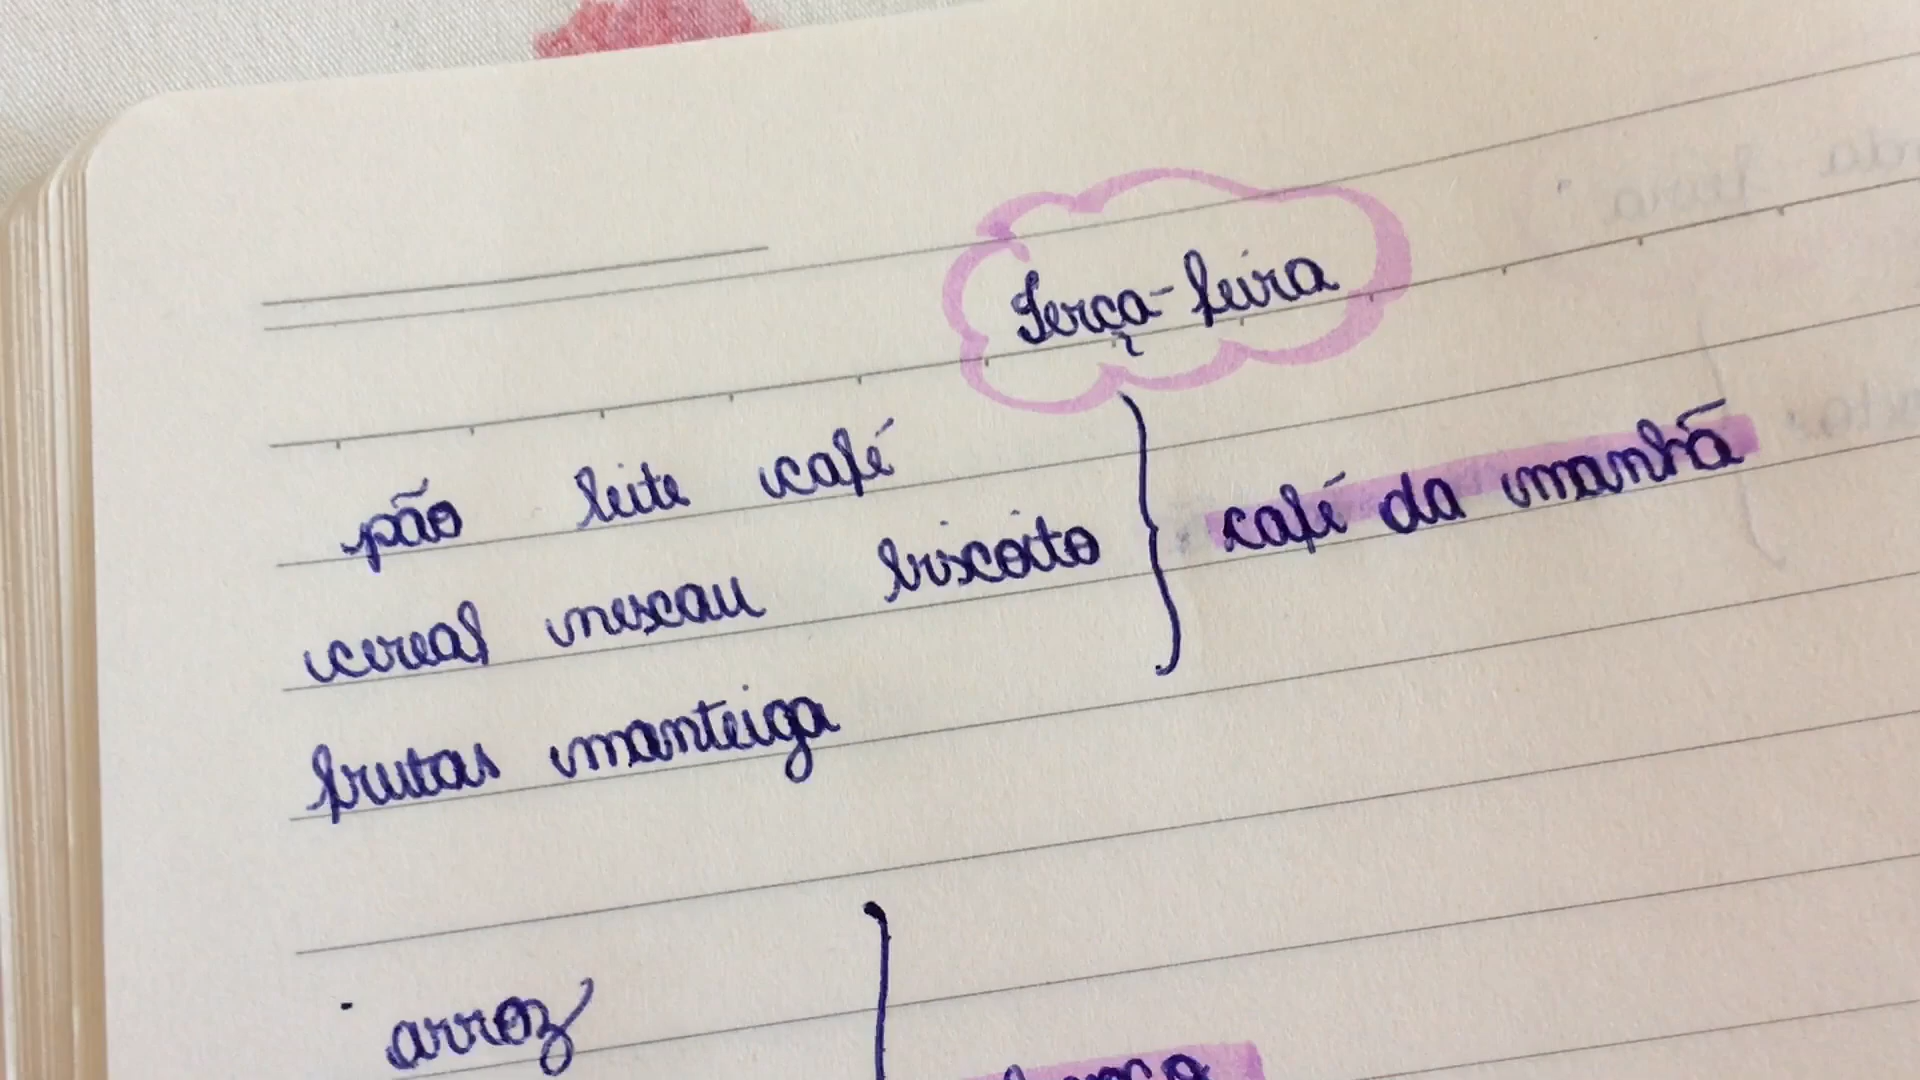 Terça-feira
pão leite café
cereal nescau biscoito
café da manhã
frutas manteiga
arroz